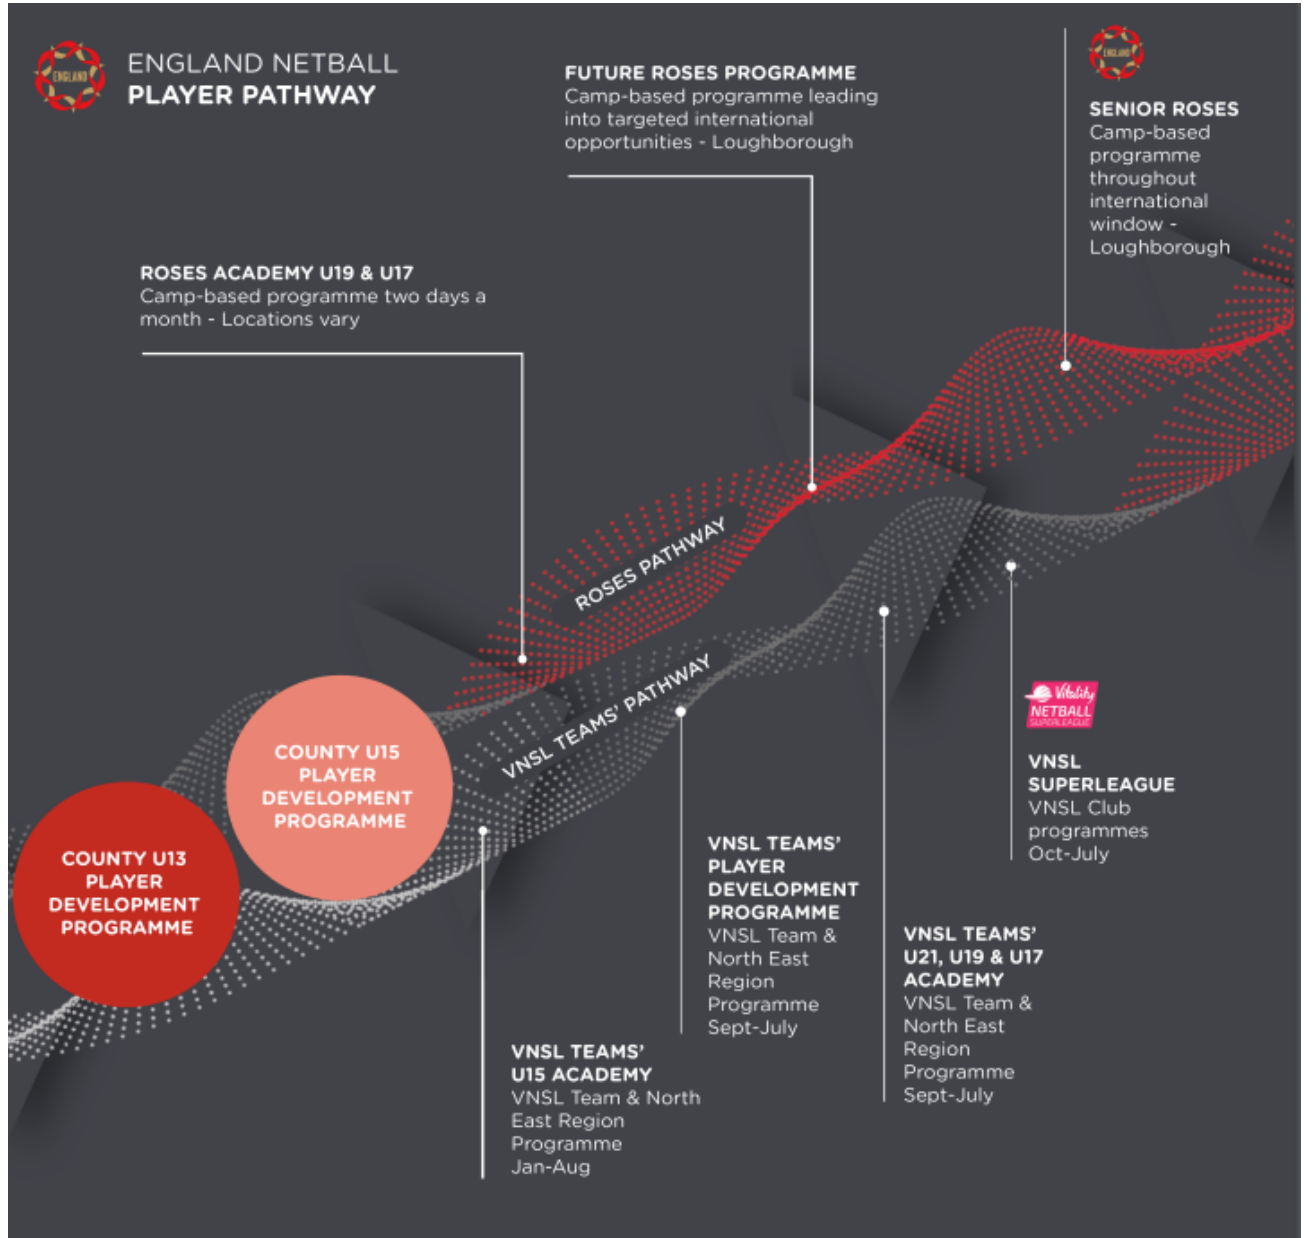 ENGLAND
ENGLAND NETBALL
PLAYER PATHWAY
FUTURE ROSES PROGRAMME
Camp-based programme leading
into targeted international
opportunities - Loughborough
ENGLAND
SENIOR ROSES
Camp-based
programme
throughout
international
window -
Loughborough
ROSES ACADEMY U19 & U17
Camp-based programme two days a
month - Locations vary
ROSES PATHWAY
VNSL TEAMS' PATHWAY
COUNTY U15
PLAYER
DEVELOPMENT
PROGRAMME
COUNTY U13
PLAYER
DEVELOPMENT
PROGRAMME
VNSL TEAMS'
U15 ACADEMY
VNSL Team & North
East Region
Programme
Jan-Aug
VNSL TEAMS'
PLAYER
DEVELOPMENT
PROGRAMME
VNSL Team &
North East
Region
Programme
Sept-July
VNSL TEAMS'
U21, U19 & U17
ACADEMY
VNSL Team &
North East
Region
Programme
Sept-July
Vitality
NETBALL
SUPERLEAGUE
VNSL
SUPERLEAGUE
VNSL Club
programmes
Oct-July